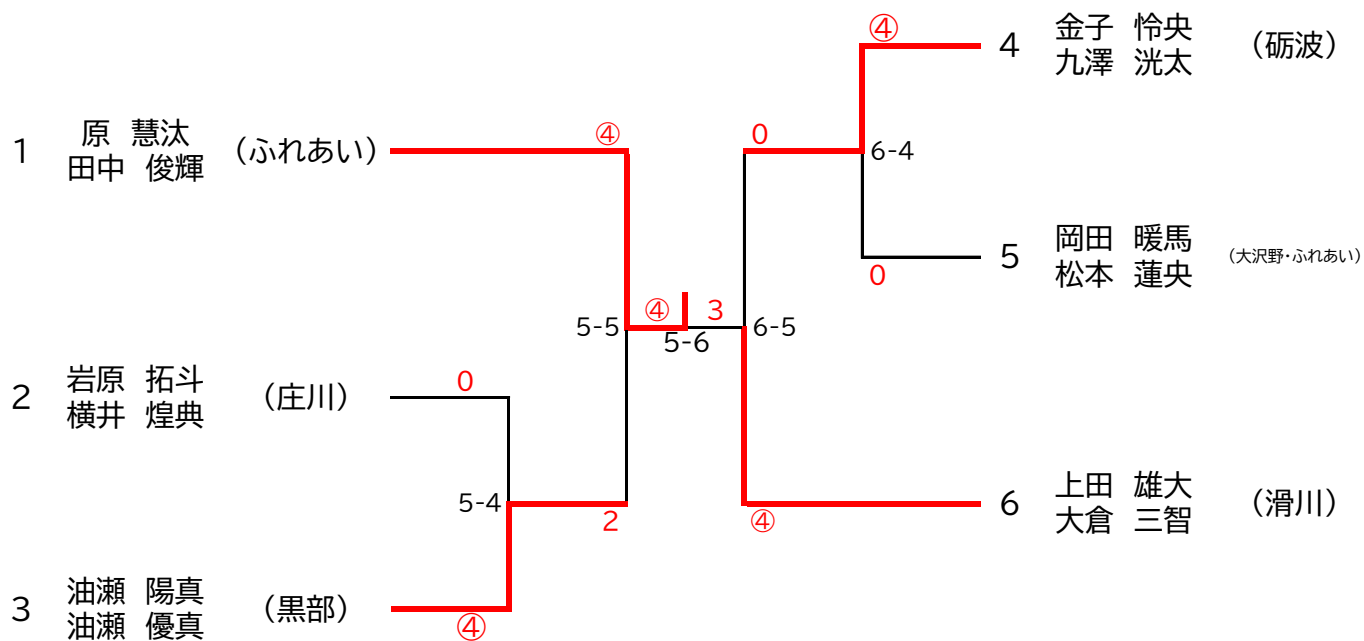 1 原 慧汰
田中 俊輝 （ふれあい）
④
2 岩原 拓斗
横井 煌典 （庄川）
0
5-4
3 油瀬 陽真
油瀬 優真 （黒部）
④
2
5-5
④
3
5-6
④
4 金子 怜央
九澤 洸太 （砺波）
0
6-4
5 岡田 暖馬
松本 蓮央 （大沢野・ふれあい）
0
6-5
6 上田 雄大
大倉 三智 （滑川）
④